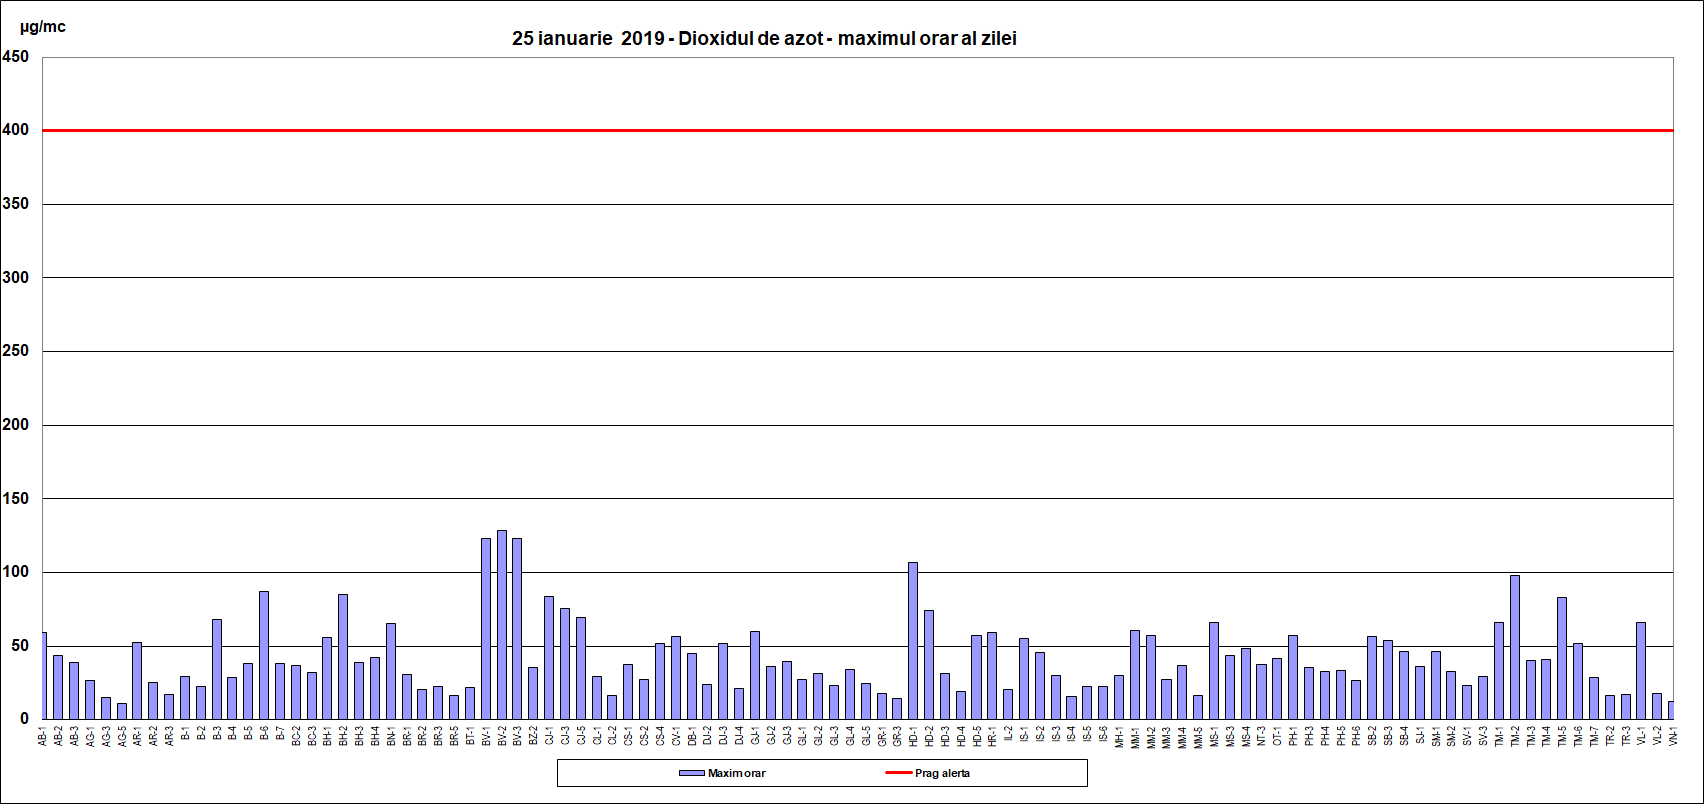 µg/mc
25 ianuarie 2019 - Dioxidul de azot - maximul orar al zilei
450
400
350
300
250
200
150
100
50
0
AB-1 AB-2 AB-3 AG-1 AG-3 AG-5 AR-1 AR-2 AR-3 B-1 B-2 B-3 B-4 B-5 B-6 B-7 BC-2 BC-3 BH-1 BH-2 BH-3 BH-4 BN-1 BR-1 BR-2 BR-3 BR-5 BT-1 BV-1 BV-2 BV-3 BZ-2 CJ-1 CJ-3 CJ-5 CL-1 CL-2 CS-1 CS-2 CS-4 CV-1 DB-1 DJ-2 DJ-3 DJ-4 GJ-1 GJ-2 GJ-3 GL-1 GL-2 GL-3 GL-4 GL-5 GR-1 GR-3 HD-1 HD-2 HD-3 HD-4 HD-5 HR-1 IL-2 IS-1 IS-2 IS-3 IS-4 IS-5 IS-6 MH-1 MM-1 MM-2 MM-3 MM-4 MM-5 MS-1 MS-3 MS-4 NT-3 OT-1 PH-1 PH-3 PH-4 PH-5 PH-6 SB-2 SB-3 SB-4 SJ-1 SM-1 SM-2 SV-1 SV-3 TM-1 TM-2 TM-3 TM-4 TM-5 TM-6 TM-7 TR-2 TR-3 VL-1 VL-2 VN-1
Maxim orar Prag alerta